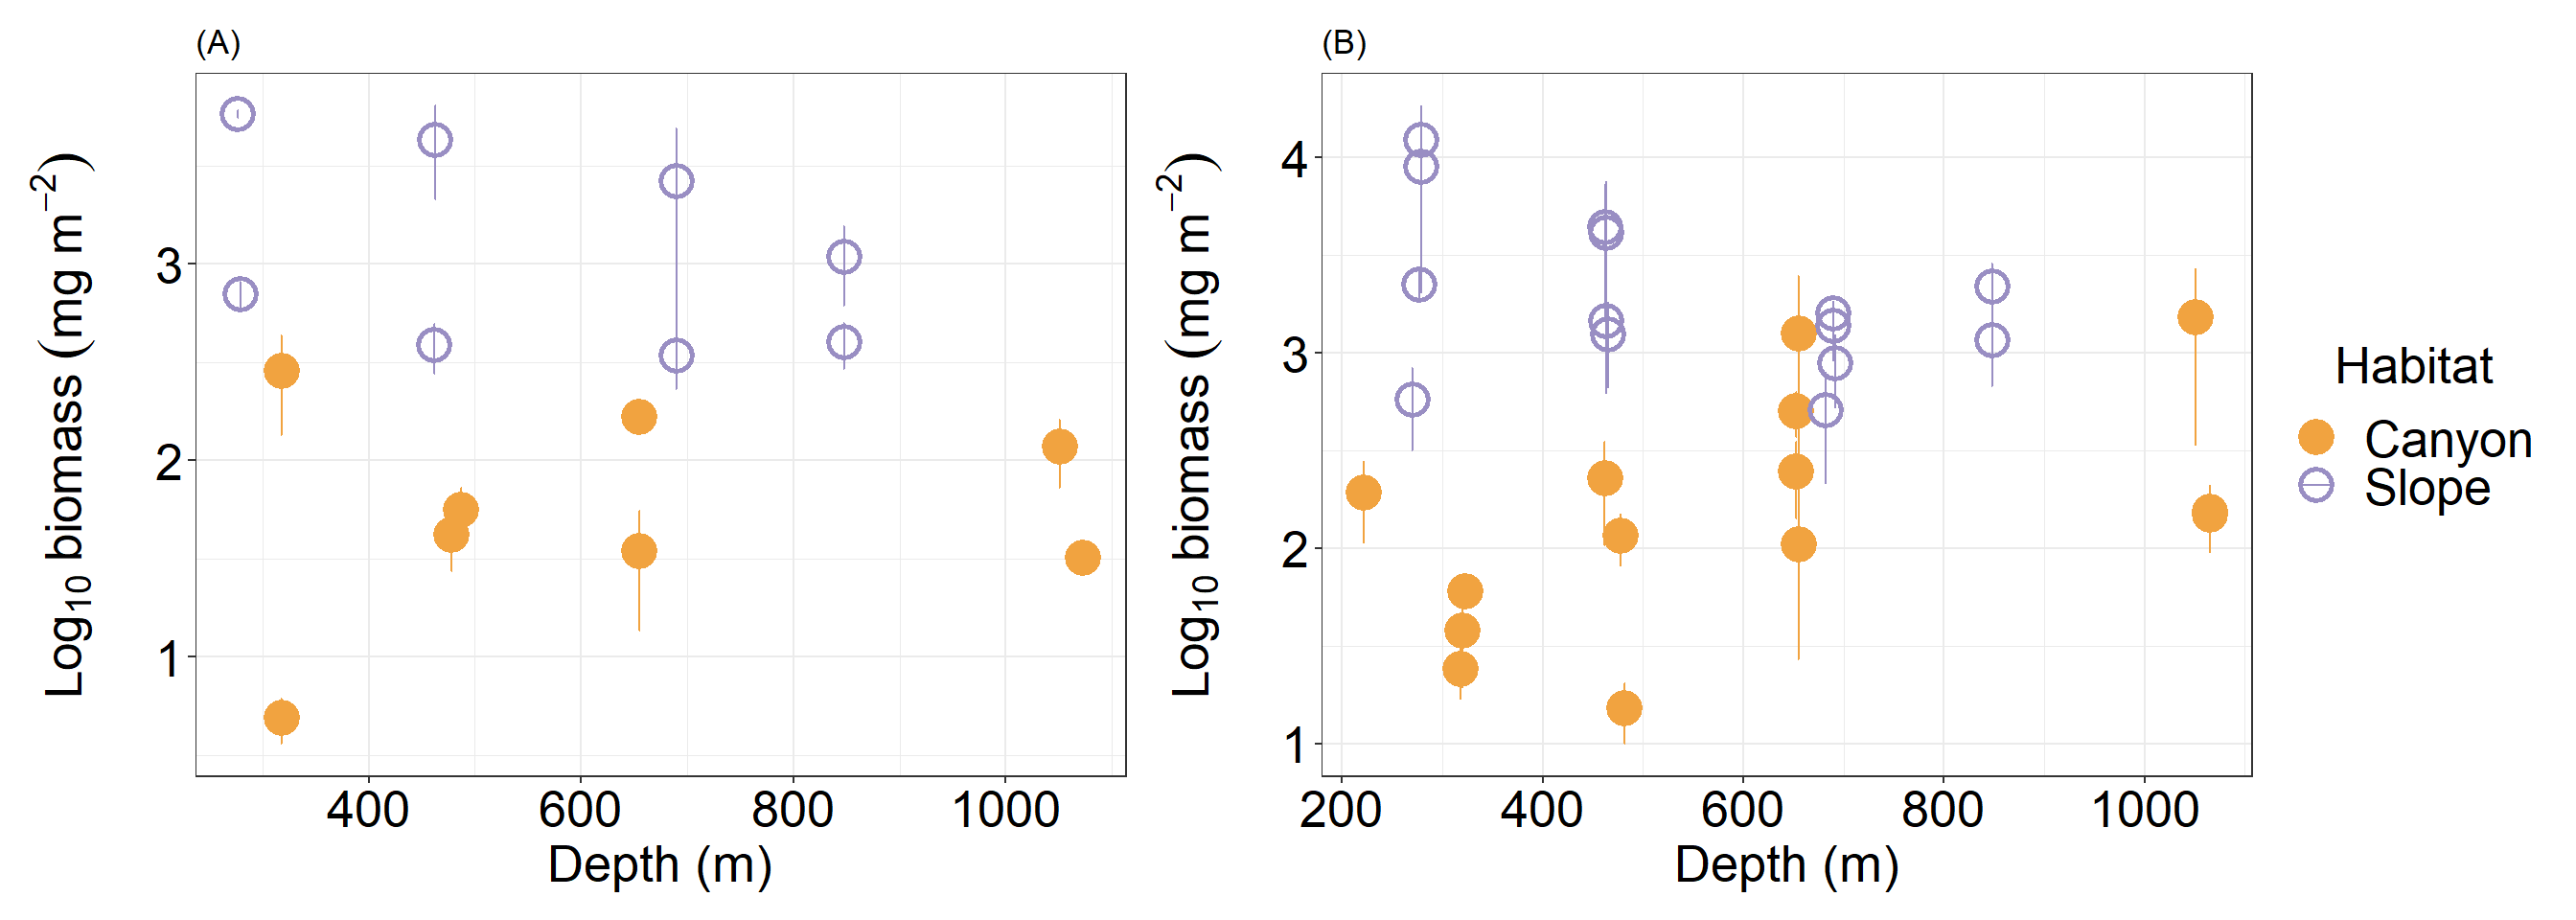 (A)
Log10 biomass (mg m−2)
3
2
1
400 600 800 1000
Depth (m)
(B)
Log10 biomass (mg m−2)
4
3
2
1
200 400 600 800 1000
Depth (m)
Habitat
Canyon
Slope